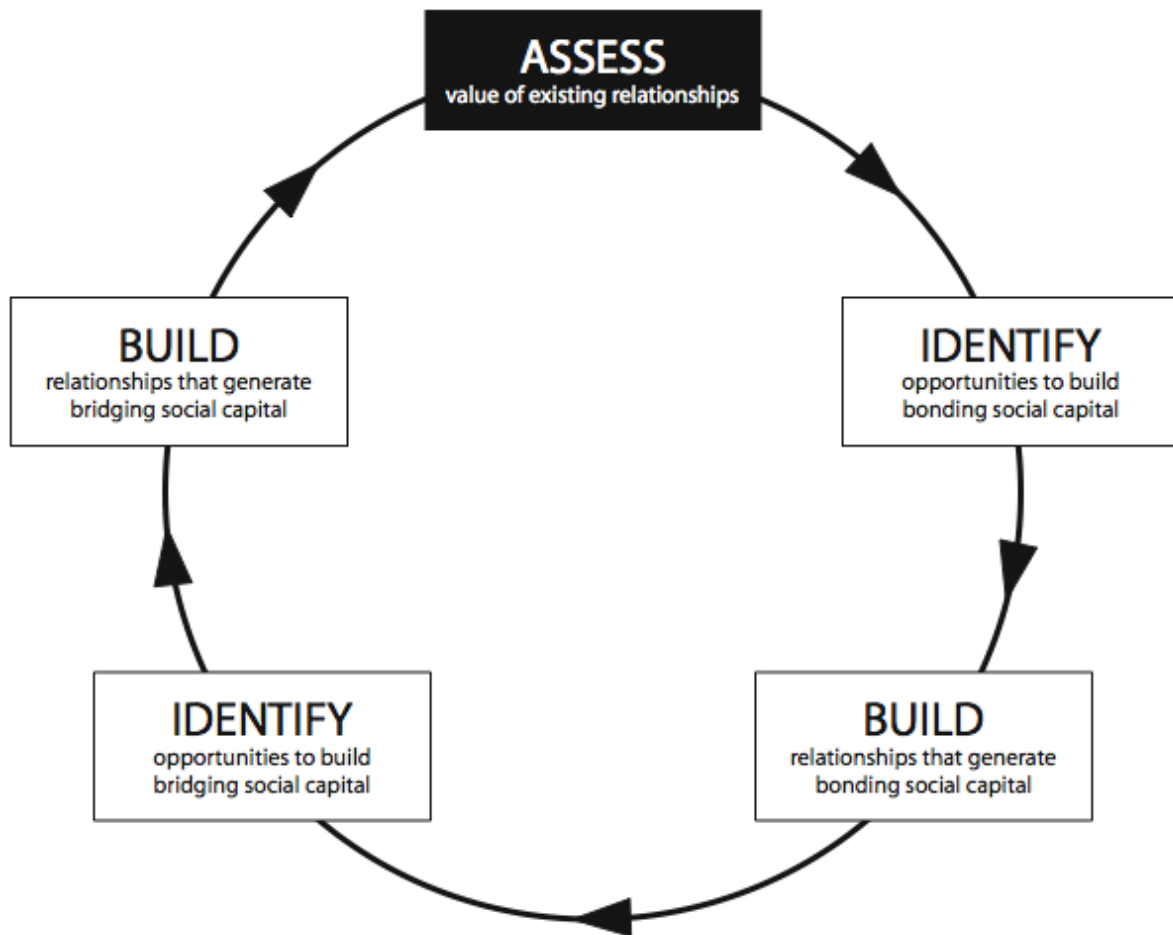 ASSESS
value of existing relationships
IDENTIFY
opportunities to build
bonding social capital
BUILD
relationships that generate
bonding social capital
IDENTIFY
opportunities to build
bridging social capital
BUILD
relationships that generate
bridging social capital